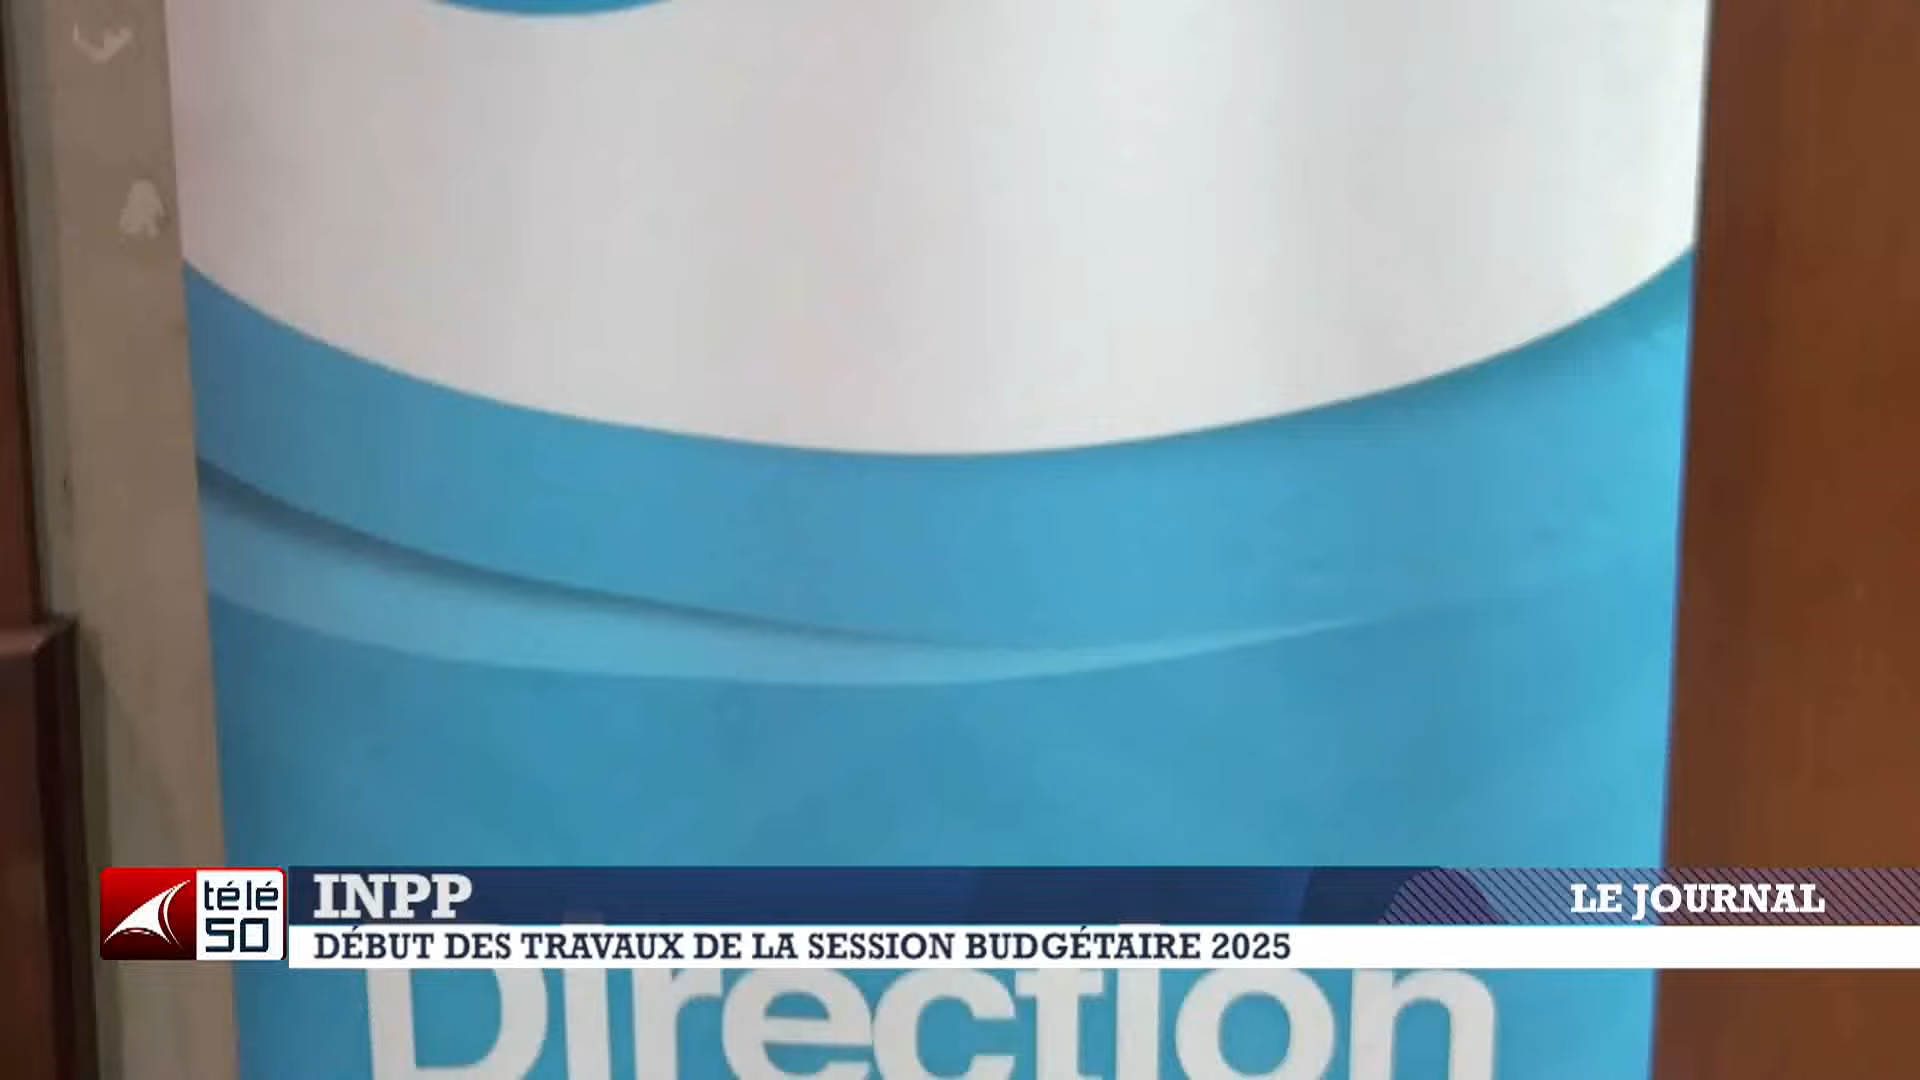 télé
50
INPP
LE JOURNAL
DÉBUT DES TRAVAUX DE LA SESSION BUDGÉTAIRE 2025
Direction